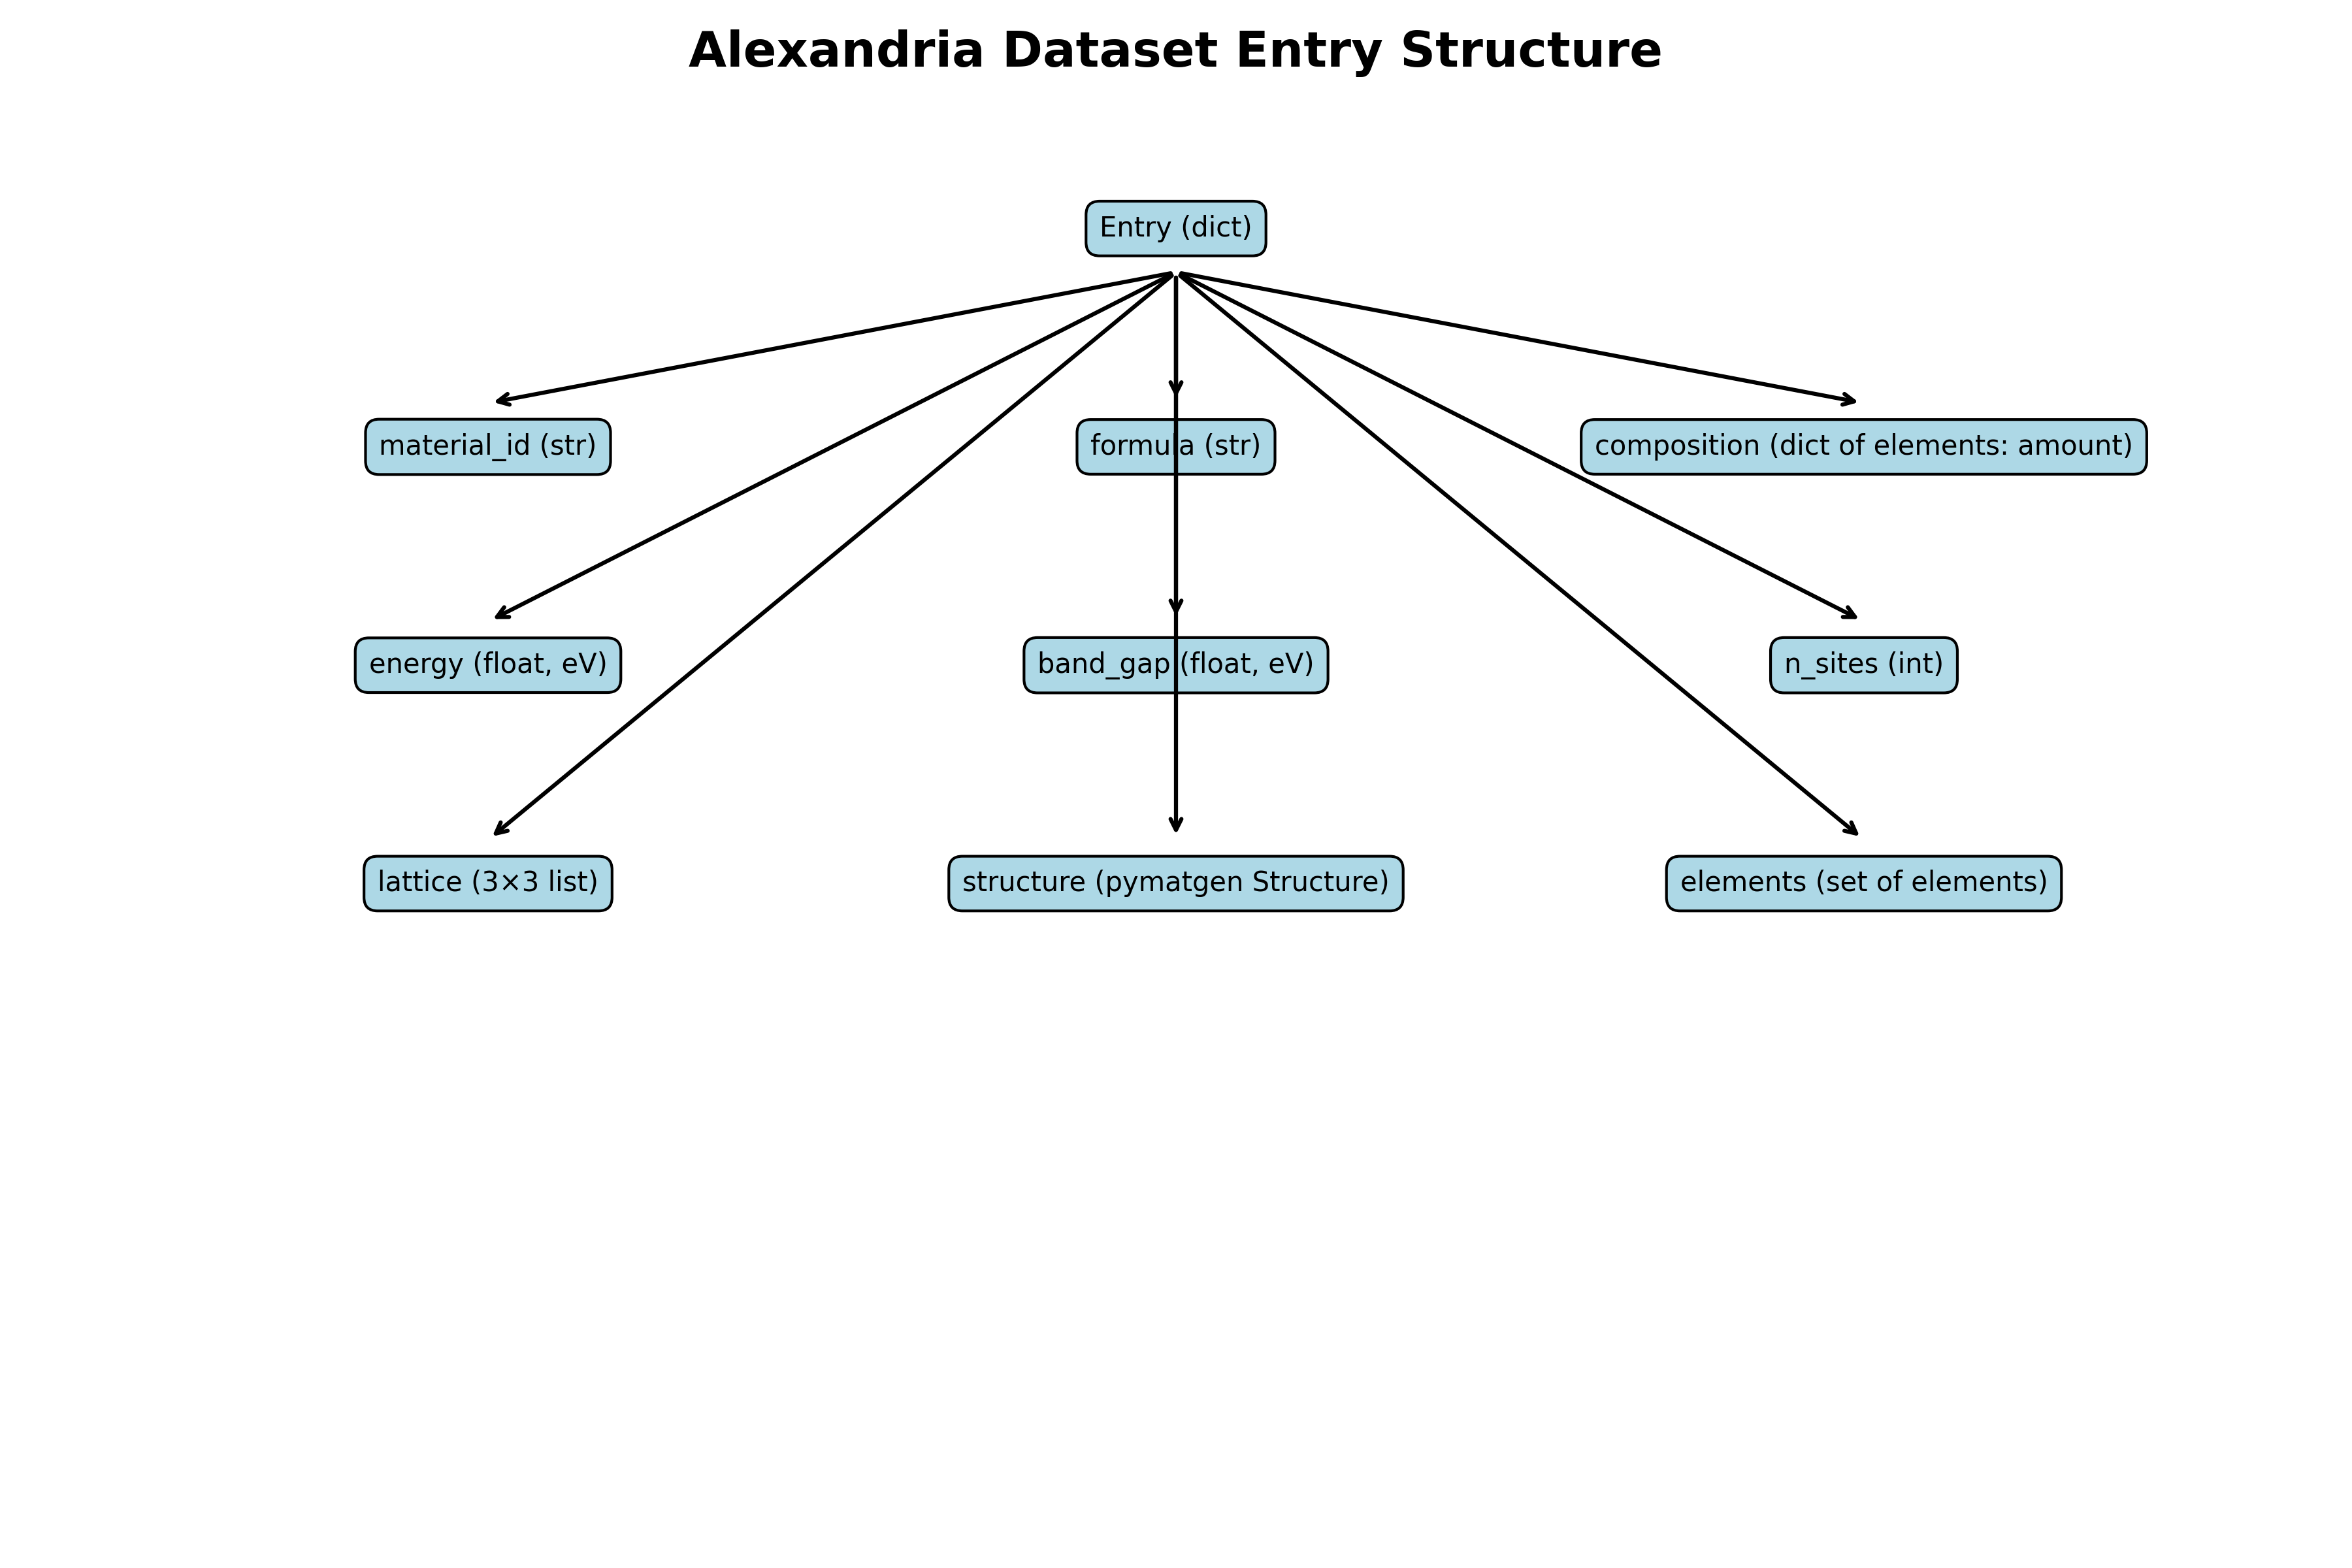 Alexandria Dataset Entry Structure
Entry (dict)
material_id (str)
formula (str)
composition (dict of elements: amount)
energy (float, eV)
band_gap (float, eV)
n_sites (int)
lattice (3×3 list)
structure (pymatgen Structure)
elements (set of elements)